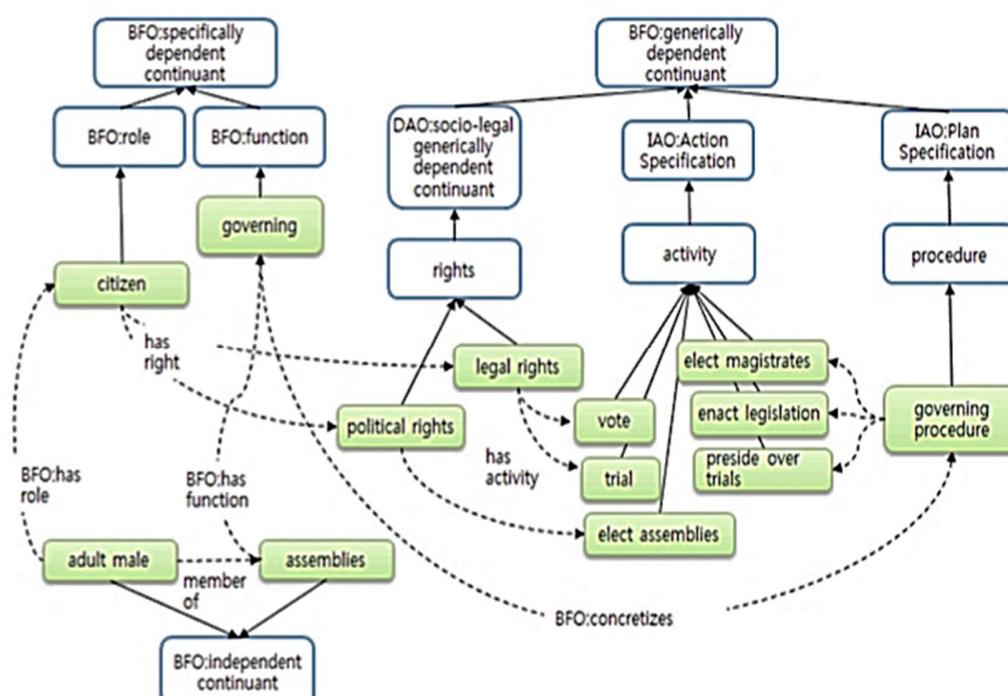 BFO:specifically
dependent
continuant
BFO:generically
dependent
continuant
BFO:role
BFO:function
DAO:socio-legal
generically
dependent
continuant
IAO:Action
Specification
IAO:Plan
Specification
governing
rights
activity
procedure
citizen
has
right
legal rights
elect magistrates
political rights
vote
enact legislation
governing
procedure
BFO:has
role
BFO:has
function
has
activity
trial
preside over
trials
elect assemblies
adult male
assemblies
member
of
BFO:concretizes
BFO:independent
continuant